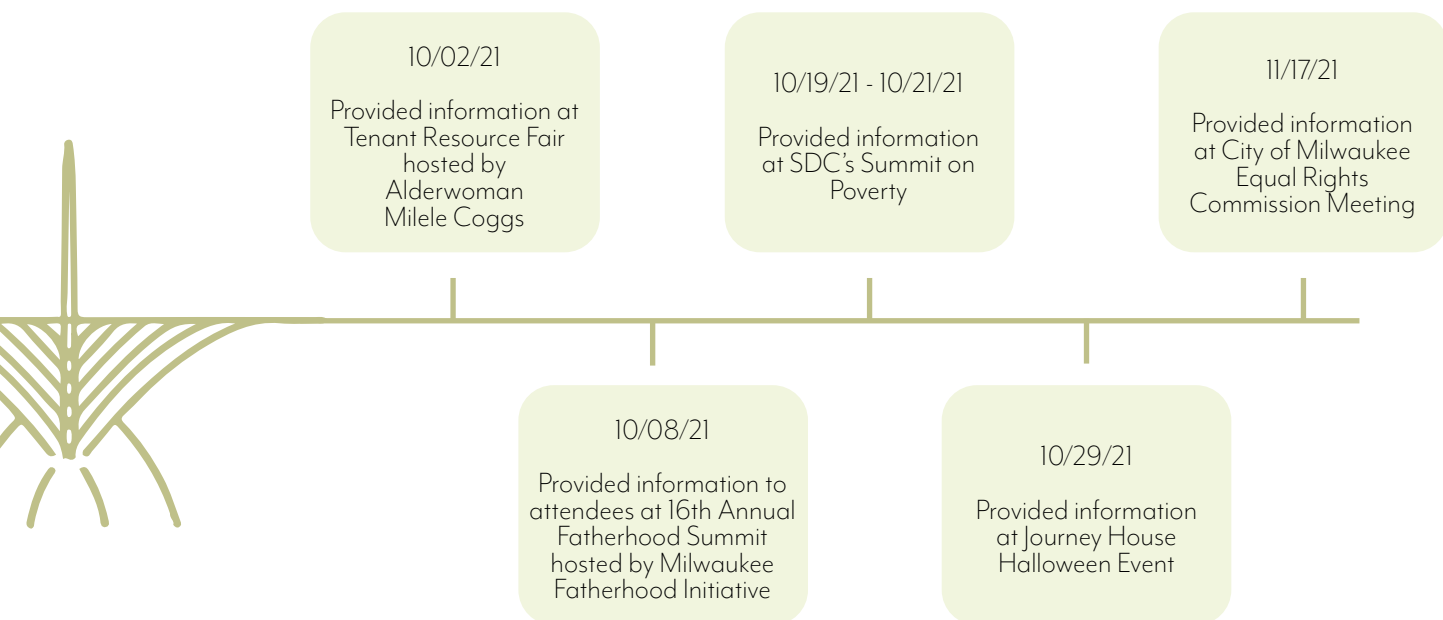 10/02/21
Provided information at
Tenant Resource Fair
hosted by
Alderwoman
Milele Coggs
10/08/21
Provided information to
attendees at 16th Annual
Fatherhood Summit
hosted by Milwaukee
Fatherhood Initiative
10/19/21 - 10/21/21
Provided information
at SDC's Summit on
Poverty
10/29/21
Provided information
at Journey House
Halloween Event
11/17/21
Provided information
at City of Milwaukee
Equal Rights
Commission Meeting